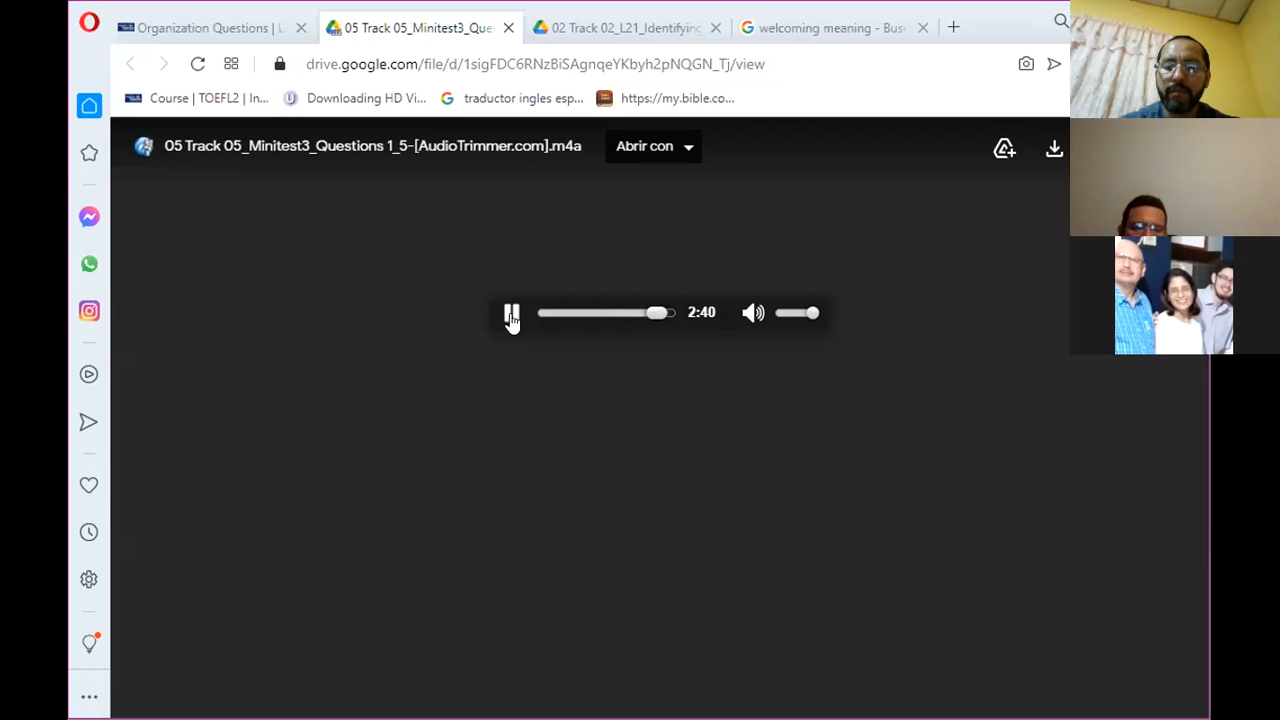 Organization Questions | L
05 Track 05_Minitest3_Que
02 Track 02_L21_Identifying
welcoming meaning - Bus
drive.google.com/file/d/1sigFDC6RNzBiSAgnqeYKbyh2pNQGN_Tj/view
Course | TOEFL2 | In...
Downloading HD Vi...
traductor ingles esp...
https://my.bible.co...
05 Track 05_Minitest3_Questions 1_5-[AudioTrimmer.com].m4a
Abrir con
2:40